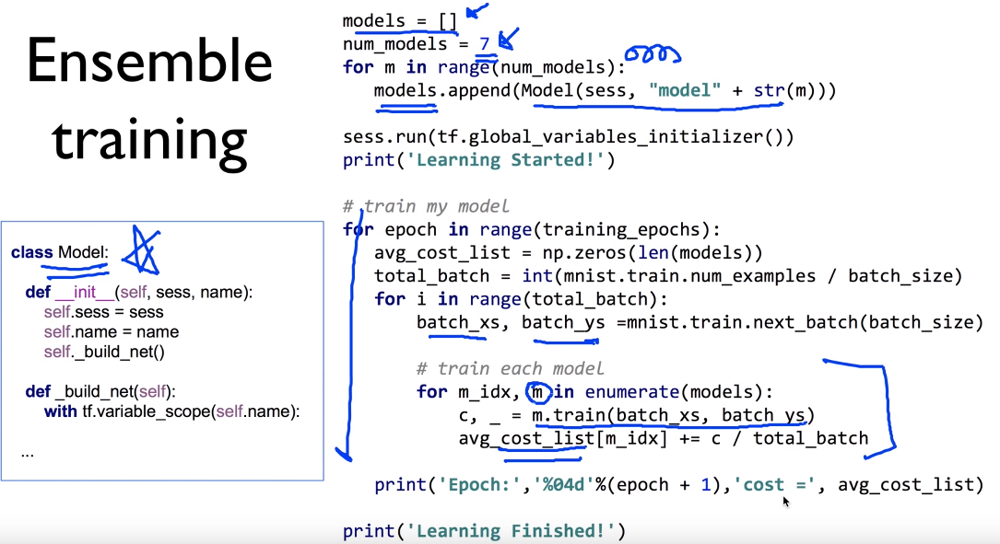 Ensemble
training
class Model:
def __init__(self, sess, name):
self.sess = sess
self.name = name
self._build_net()
def _build_net(self):
with tf.variable_scope(self.name):
...
models = []
num_models = 7
for m in range(num_models):
models.append(Model(sess, "model" + str(m)))
sess.run(tf.global_variables_initializer())
print('Learning Started!')
# train my model
for epoch in range(training_epochs):
avg_cost_list = np.zeros(len(models))
total_batch = int(mnist.train.num_examples / batch_size)
for i in range(total_batch):
batch_xs, batch_ys =mnist.train.next_batch(batch_size)
# train each model
for m_idx, m in enumerate(models):
c, _ = m.train(batch_xs, batch_ys)
avg_cost_list[m_idx] += c / total_batch
print('Epoch:','%04d'%(epoch + 1),'cost =', avg_cost_list)
print('Learning Finished!')